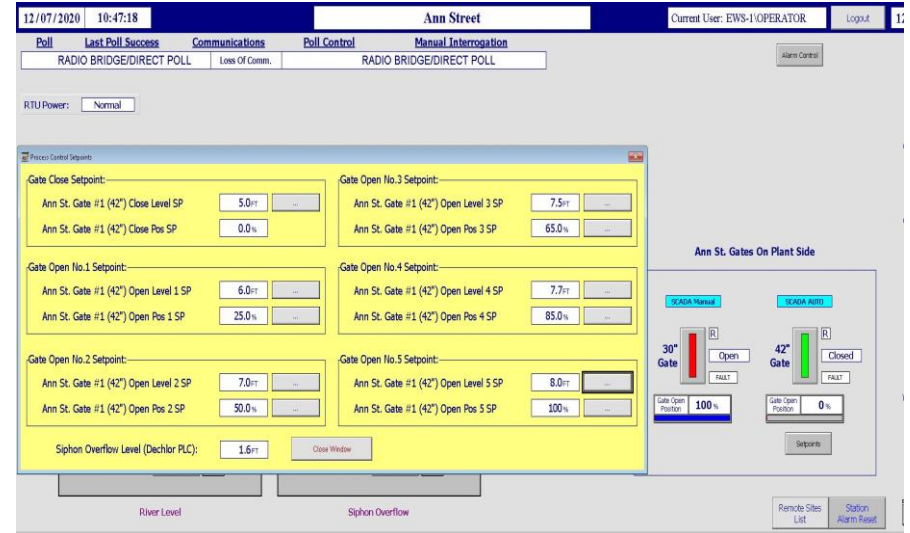 12/07/2020 10:47:18 Ann Street Current User: EWS-1\OPERATOR Logout 12
Poll Last Poll Success Communications Poll Control Manual Interrogation
RADIO BRIDGE/DIRECT POLL Loss Of Comm. RADIO BRIDGE/DIRECT POLL
Alarm Control
RTU Power: Normal
Process Control Setpoints
Gate Close Setpoint:
Ann St. Gate #1 (42") Close Level SP 5.0FT ...
Ann St. Gate #1 (42") Close Pos SP 0.0%
Gate Open No.1 Setpoint:
Ann St. Gate #1 (42") Open Level 1 SP 6.0FT ...
Ann St. Gate #1 (42") Open Pos 1 SP 25.0% ...
Gate Open No.2 Setpoint:
Ann St. Gate #1 (42") Open Level 2 SP 7.0FT ...
Ann St. Gate #1 (42") Open Pos 2 SP 50.0% ...
Gate Open No.3 Setpoint:
Ann St. Gate #1 (42") Open Level 3 SP 7.5FT ...
Ann St. Gate #1 (42") Open Pos 3 SP 65.0% ...
Gate Open No.4 Setpoint:
Ann St. Gate #1 (42") Open Level 4 SP 7.7FT ...
Ann St. Gate #1 (42") Open Pos 4 SP 85.0% ...
Gate Open No.5 Setpoint:
Ann St. Gate #1 (42") Open Level 5 SP 8.0FT ...
Ann St. Gate #1 (42") Open Pos 5 SP 100% ...
Siphon Overflow Level (Dechlor PLC): 1.6FT Close Window
Ann St. Gates On Plant Side
SCADA Manual SCADA AUTO
R R
30" Gate Open 42" Gate Closed
FAULT FAULT
Gate Open Position 100% Gate Open Position 0%
Setpoints
River Level Siphon Overflow
Remote Sites List Station Alarm Reset